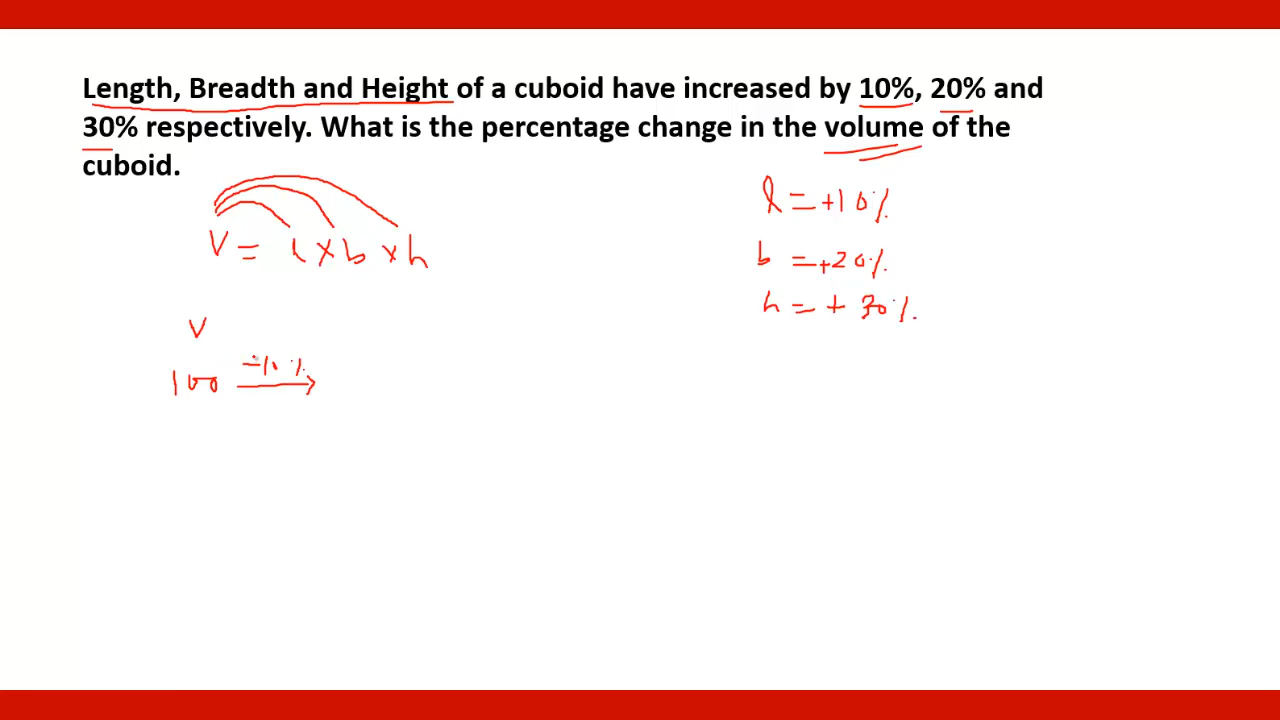 Length, Breadth and Height of a cuboid have increased by 10%, 20% and
30% respectively. What is the percentage change in the volume of the
cuboid.
l = +10%
V = l × b × h
b = +20%
h = + 30%
V
100 10%